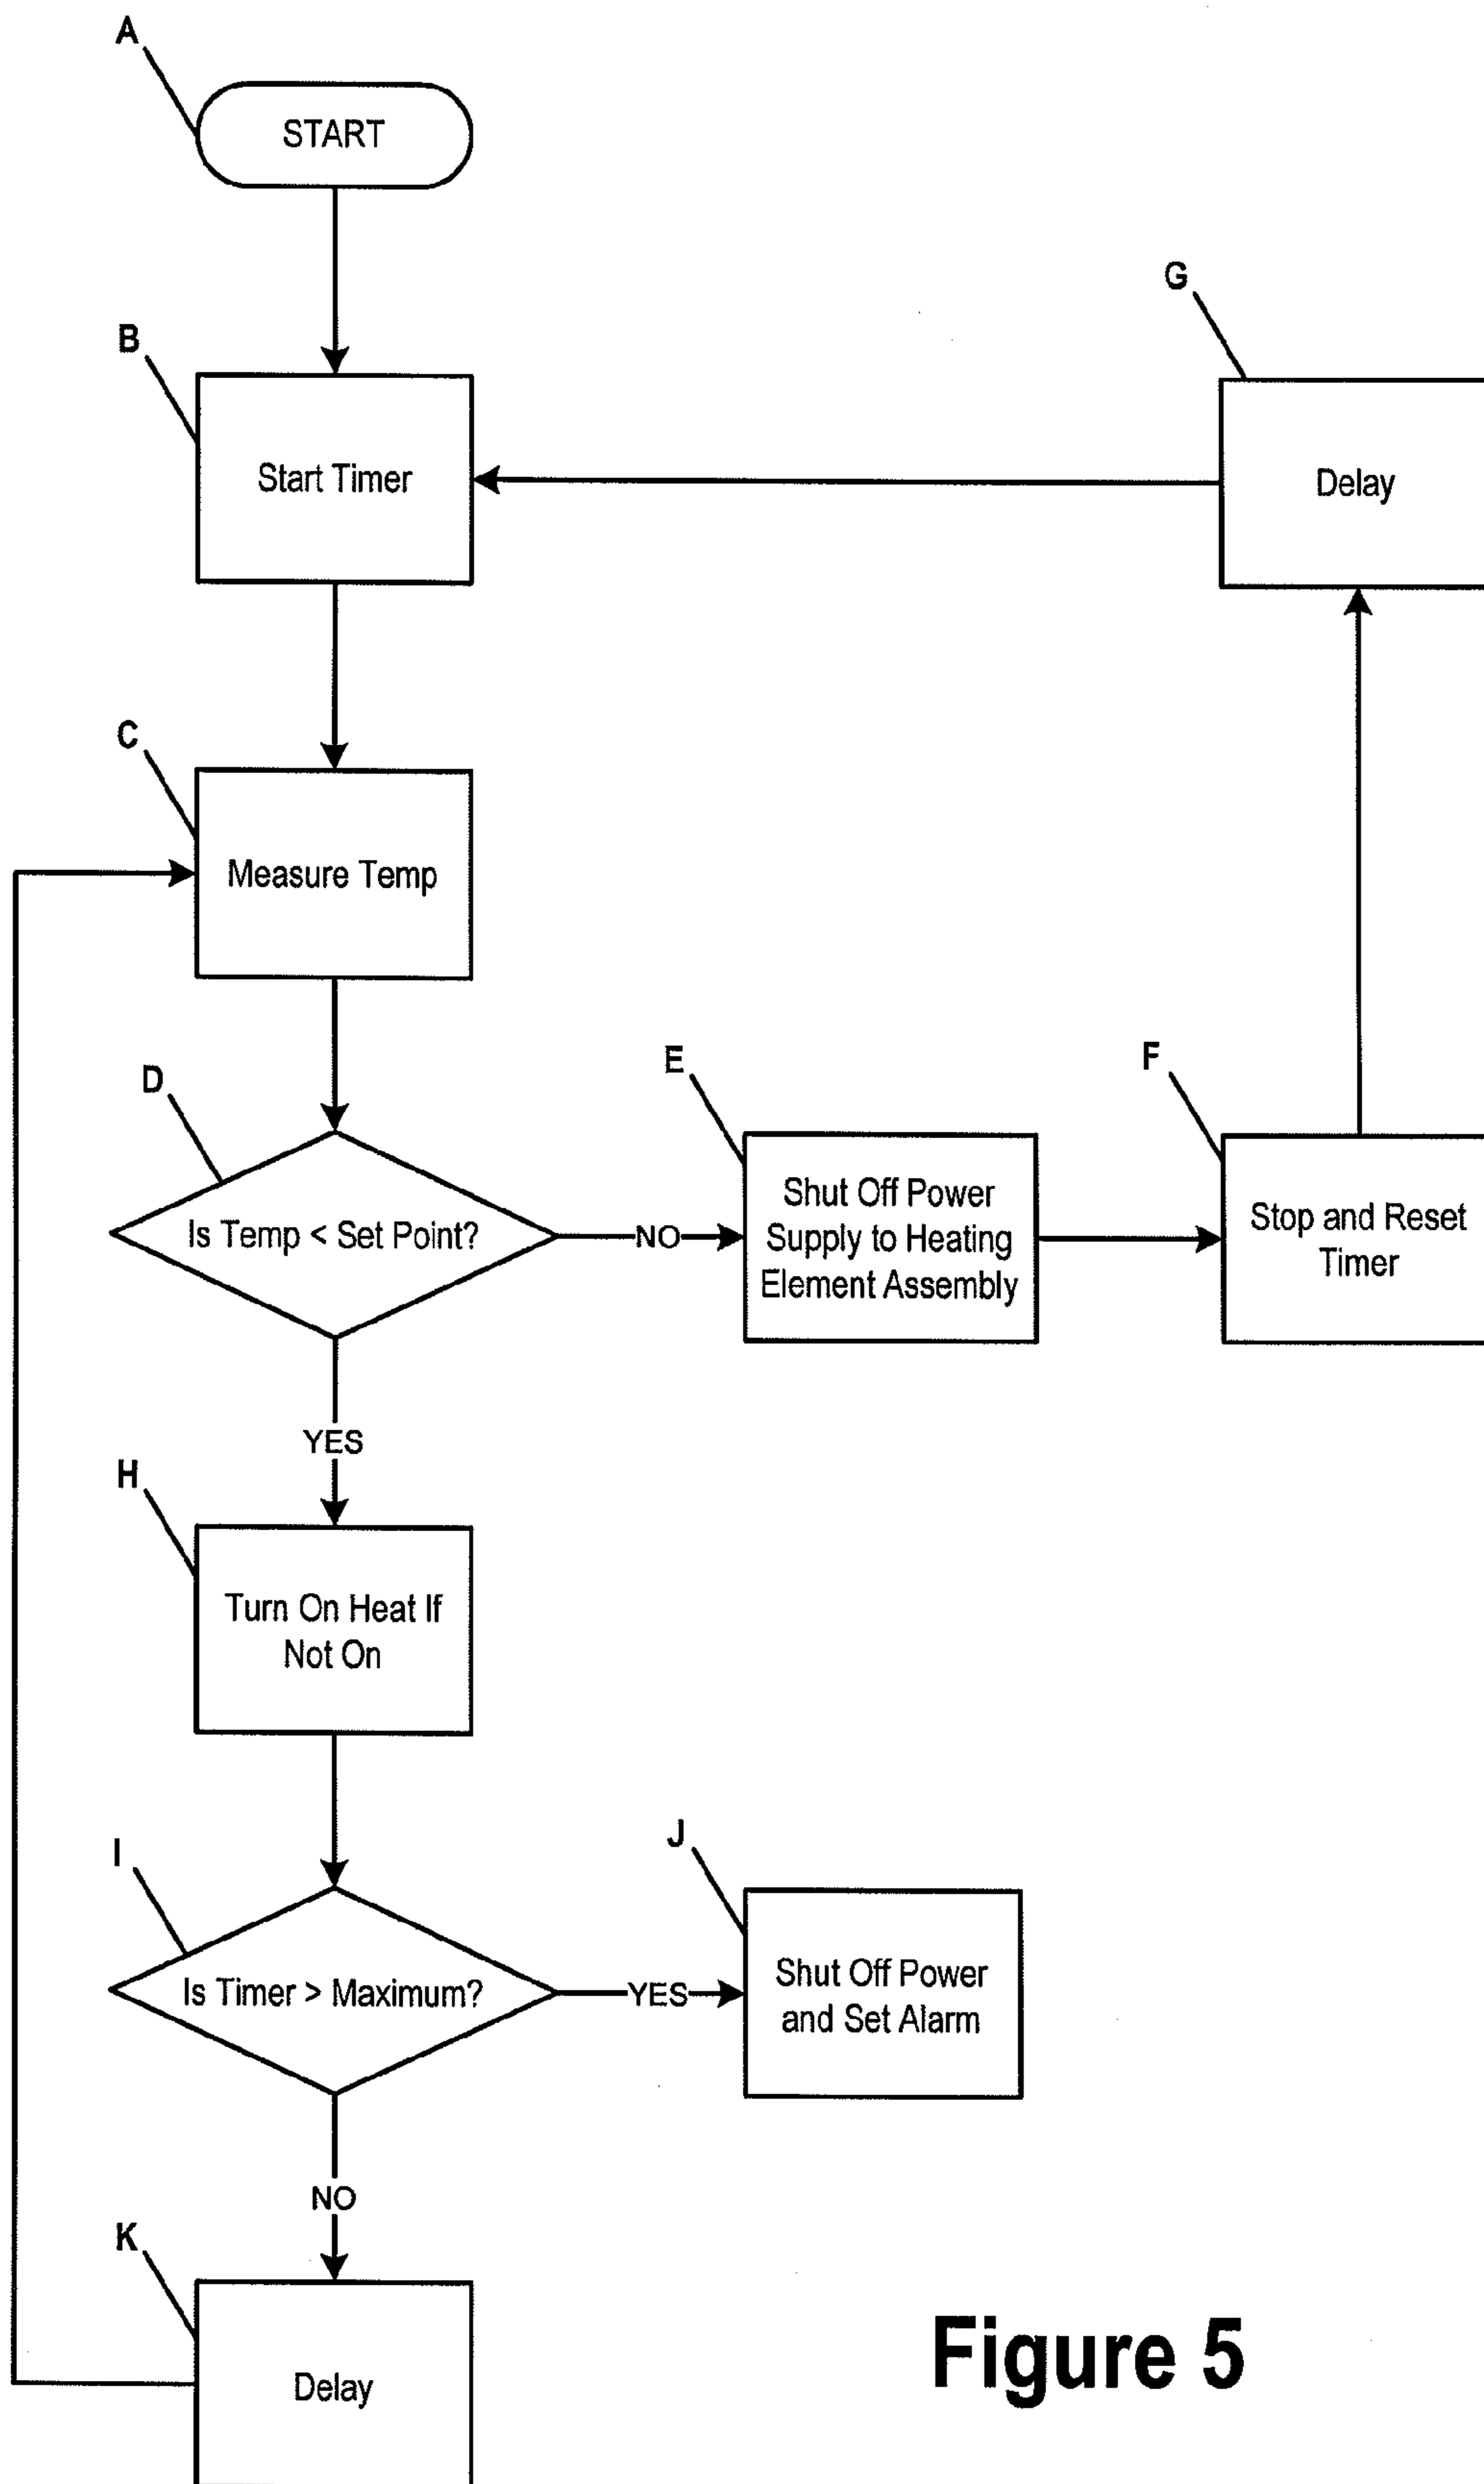 A
START
B
Start Timer
G
Delay
C
Measure Temp
D
Is Temp < Set Point?
NO
E
Shut Off Power
Supply to Heating
Element Assembly
F
Stop and Reset
Timer
YES
H
Turn On Heat If
Not On
I
Is Timer > Maximum?
YES
J
Shut Off Power
and Set Alarm
NO
K
Delay
Figure 5